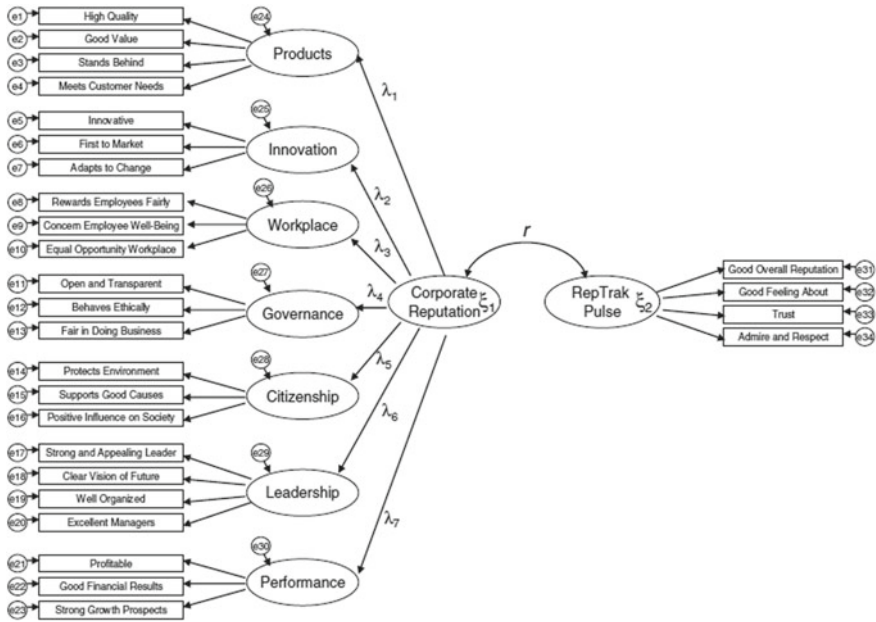 e1 High Quality
e2 Good Value
e3 Stands Behind
e4 Meets Customer Needs
e24
Products
e5 Innovative
e6 First to Market
e7 Adapts to Change
e25
Innovation
e8 Rewards Employees Fairly
e9 Concern Employee Well-Being
e10 Equal Opportunity Workplace
e26
Workplace
e11 Open and Transparent
e12 Behaves Ethically
e13 Fair in Doing Business
e27
Governance
e14 Protects Environment
e15 Supports Good Causes
e16 Positive Influence on Society
e28
Citizenship
e17 Strong and Appealing Leader
e18 Clear Vision of Future
e19 Well Organized
e20 Excellent Managers
e29
Leadership
e21 Profitable
e22 Good Financial Results
e23 Strong Growth Prospects
e30
Performance
λ1
λ2
λ3
λ4
λ5
λ6
λ7
Corporate
Reputation ξ1
r
RepTrak
Pulse ξ2
Good Overall Reputation e31
Good Feeling About e32
Trust e33
Admire and Respect e34